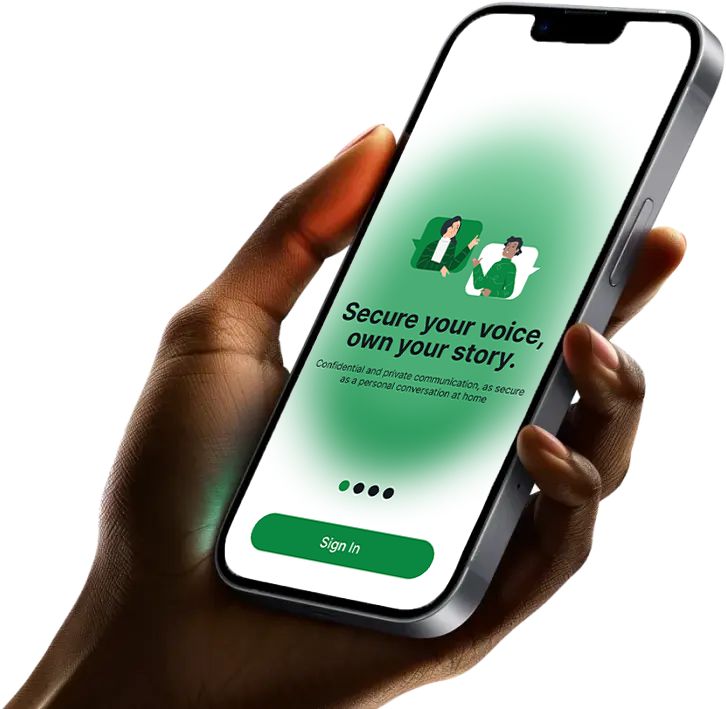 Secure your voice,
own your story.
Confidential and private communication, as secure
as a personal conversation at home
Sign In